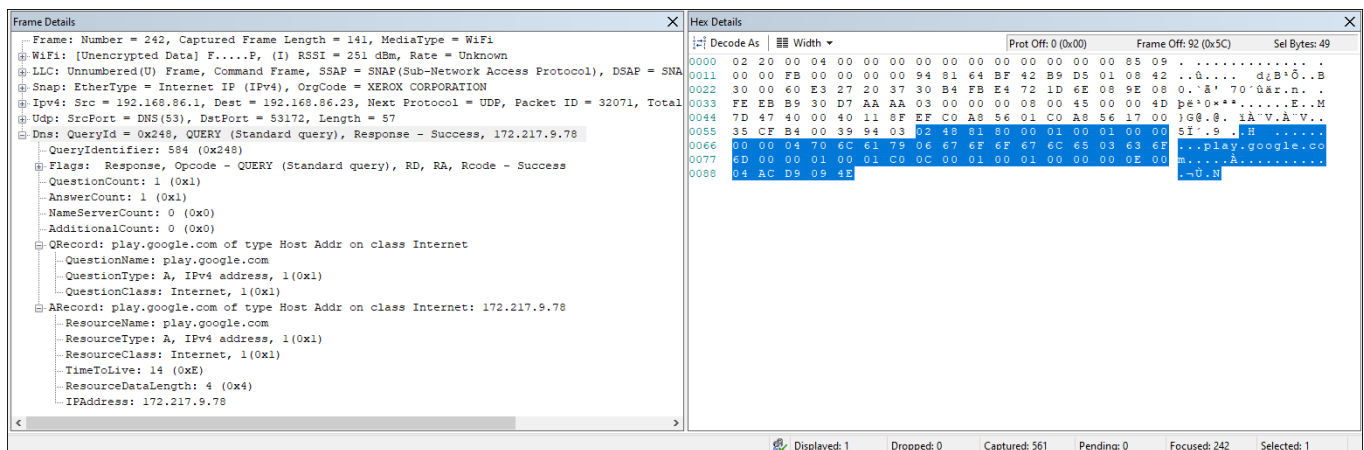 Frame Details
Frame: Number = 242, Captured Frame Length = 141, MediaType = WiFi
WiFi: [Unencrypted Data] F.....P, (I) RSSI = 251 dBm, Rate = Unknown
LLC: Unnumbered(U) Frame, Command Frame, SSAP = SNAP(Sub-Network Access Protocol), DSAP = SNA
Snap: EtherType = Internet IP (IPv4), OrgCode = XEROX CORPORATION
Ipv4: Src = 192.168.86.1, Dest = 192.168.86.23, Next Protocol = UDP, Packet ID = 32071, Total
Udp: SrcPort = DNS(53), DstPort = 53172, Length = 57
Dns: QueryId = 0x248, QUERY (Standard query), Response - Success, 172.217.9.78
QueryIdentifier: 584 (0x248)
Flags: Response, Opcode - QUERY (Standard query), RD, RA, Rcode - Success
QuestionCount: 1 (0x1)
AnswerCount: 1 (0x1)
NameServerCount: 0 (0x0)
AdditionalCount: 0 (0x0)
QRecord: play.google.com of type Host Addr on class Internet
QuestionName: play.google.com
QuestionType: A, IPv4 address, 1(0x1)
QuestionClass: Internet, 1(0x1)
ARecord: play.google.com of type Host Addr on class Internet: 172.217.9.78
ResourceName: play.google.com
ResourceType: A, IPv4 address, 1(0x1)
ResourceClass: Internet, 1(0x1)
TimeToLive: 14 (0xE)
ResourceDataLength: 4 (0x4)
IPAddress: 172.217.9.78
Hex Details
Decode As Width Prot Off: 0 (0x00) Frame Off: 92 (0x5C) Sel Bytes: 49
0000 02 20 00 04 00 00 00 00 00 00 00 00 00 00 00 85 09 . ............. .
0011 00 00 FB 00 00 00 00 94 81 64 BF 42 B9 D5 01 08 42 ..û.... d¿B¹Õ..B
0022 30 00 60 E3 27 20 37 30 B4 FB E4 72 1D 6E 08 9E 08 0.`ã' 70´ûär.n. .
0033 FE EB B9 30 D7 AA AA 03 00 00 00 08 00 45 00 00 4D þë¹0×ªª......E..M
0044 7D 47 40 00 40 11 8F EF C0 A8 56 01 C0 A8 56 17 00 }G@.@. ïÀ¨V.À¨V..
0055 35 CF B4 00 39 94 03 02 48 81 80 00 01 00 01 00 00 5Ï´.9 ..H ......
0066 00 00 04 70 6C 61 79 06 67 6F 6F 67 6C 65 03 63 6F ...play.google.co
0077 6D 00 00 01 00 01 C0 0C 00 01 00 01 00 00 00 0E 00 m.....À..........
0088 04 AC D9 09 4E .¬Ù.N
Displayed: 1 Dropped: 0 Captured: 561 Pending: 0 Focused: 242 Selected: 1